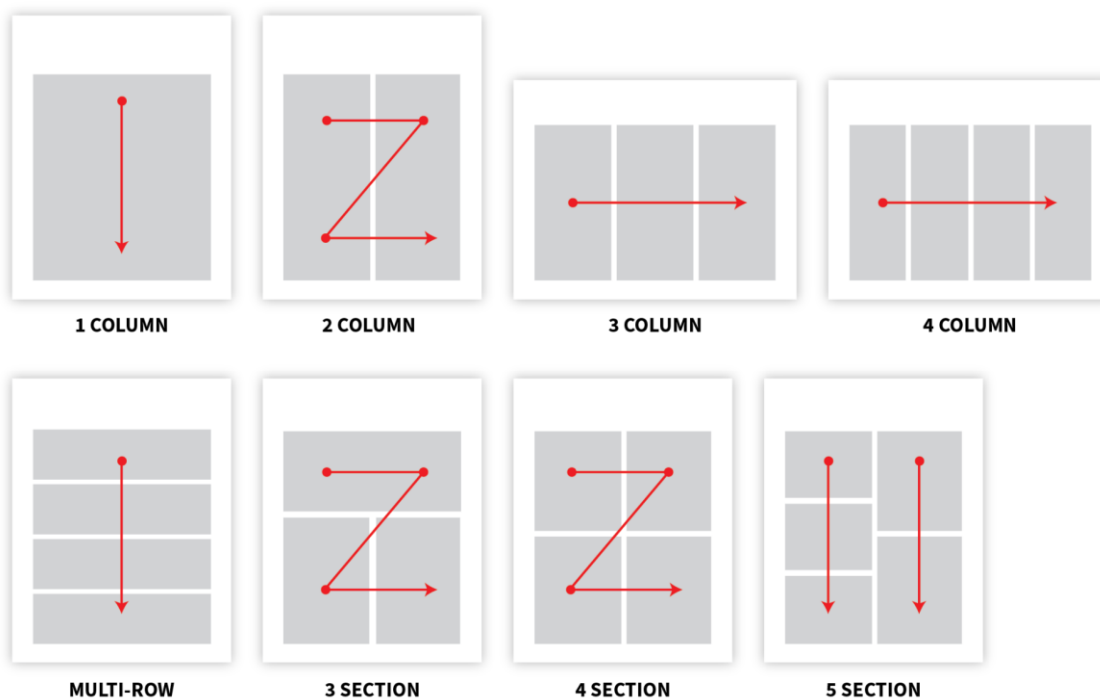 1 COLUMN
2 COLUMN
3 COLUMN
4 COLUMN
MULTI-ROW
3 SECTION
4 SECTION
5 SECTION